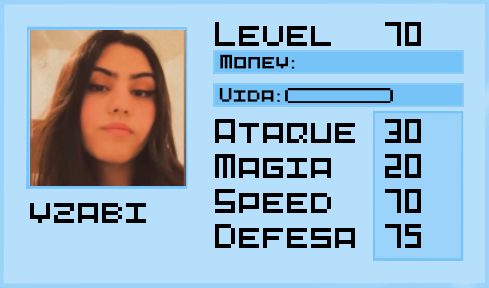 LEVEL 70
MONEY:
VIDA:
ATAQUE 30
MAGIA 20
SPEED 70
DEFESA 75
YZABI